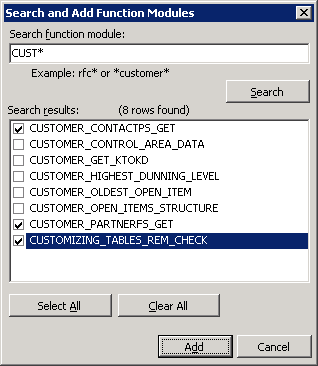 Search and Add Function Modules
Search function module:
CUST*
Example: rfc* or *customer*
Search
Search results: (8 rows found)
CUSTOMER_CONTACTPS_GET
CUSTOMER_CONTROL_AREA_DATA
CUSTOMER_GET_KTOKD
CUSTOMER_HIGHEST_DUNNING_LEVEL
CUSTOMER_OLDEST_OPEN_ITEM
CUSTOMER_OPEN_ITEMS_STRUCTURE
CUSTOMER_PARTNERFS_GET
CUSTOMIZING_TABLES_REM_CHECK
Select All Clear All
Add Cancel